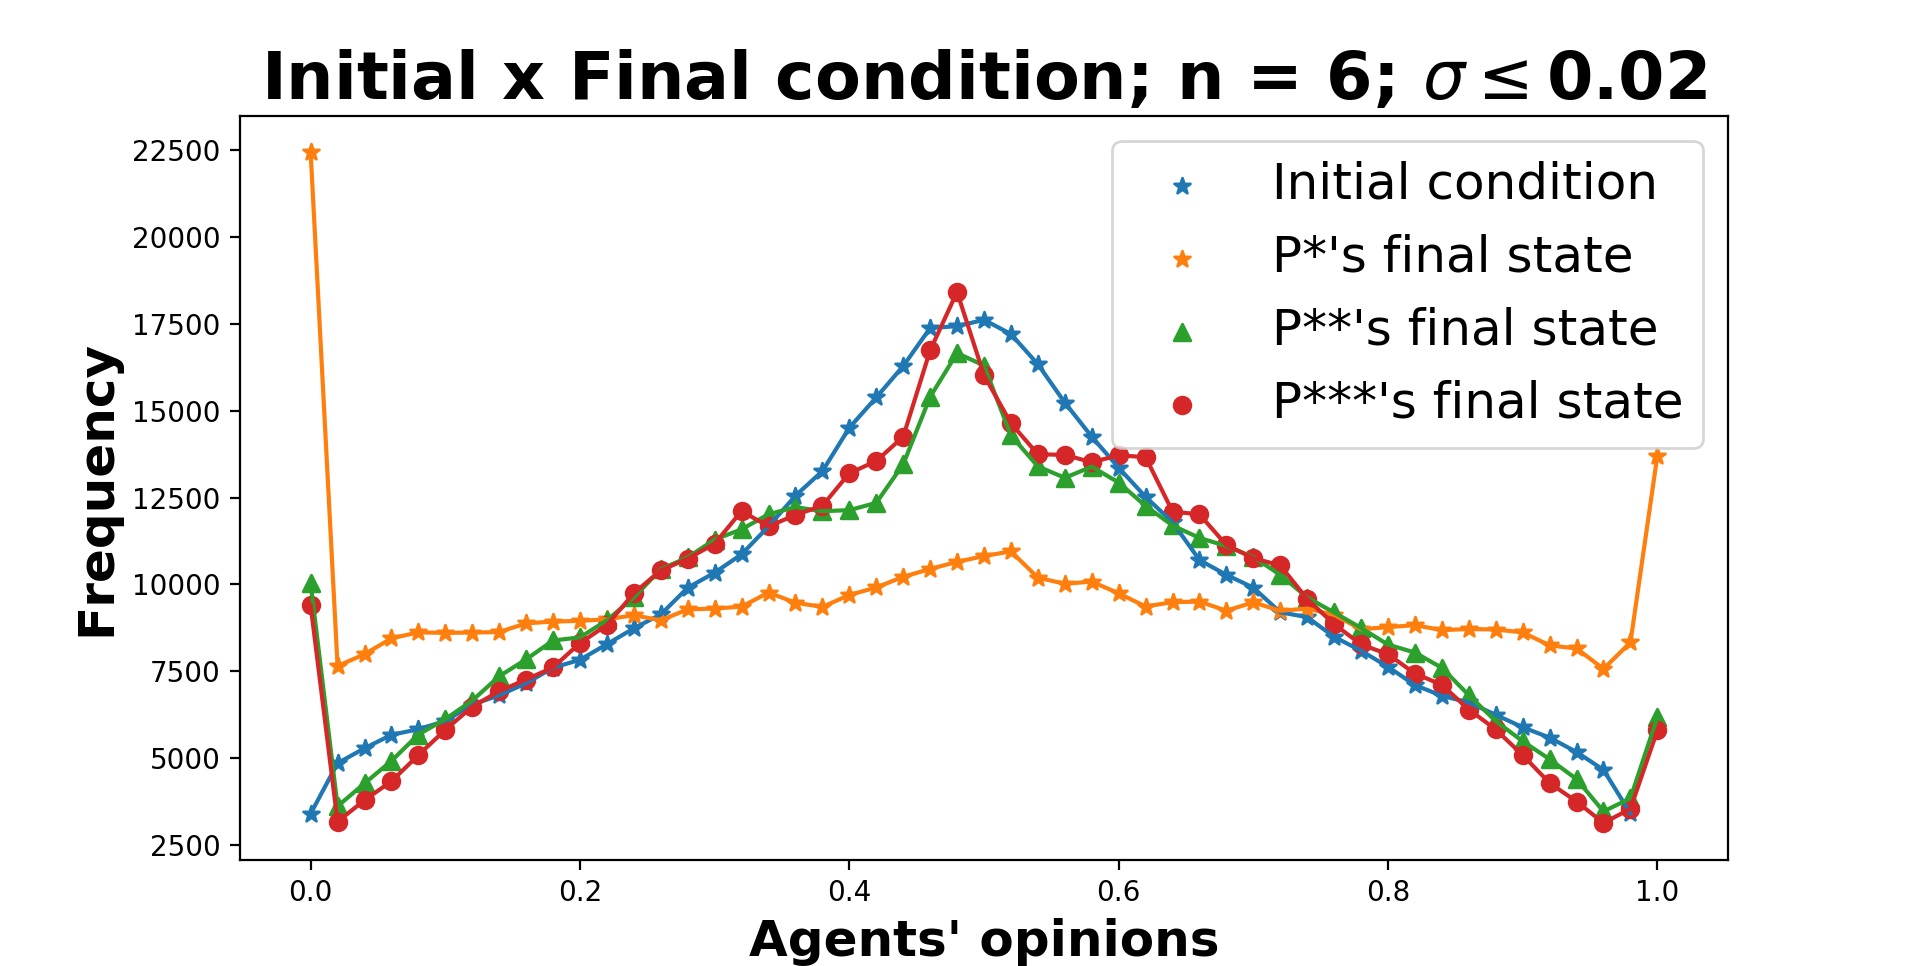 Initial x Final condition; n = 6; σ ≤ 0.02
Initial condition
P*'s final state
P**'s final state
P***'s final state
Frequency
22500
20000
17500
15000
12500
10000
7500
5000
2500
0.0 0.2 0.4 0.6 0.8 1.0
Agents' opinions